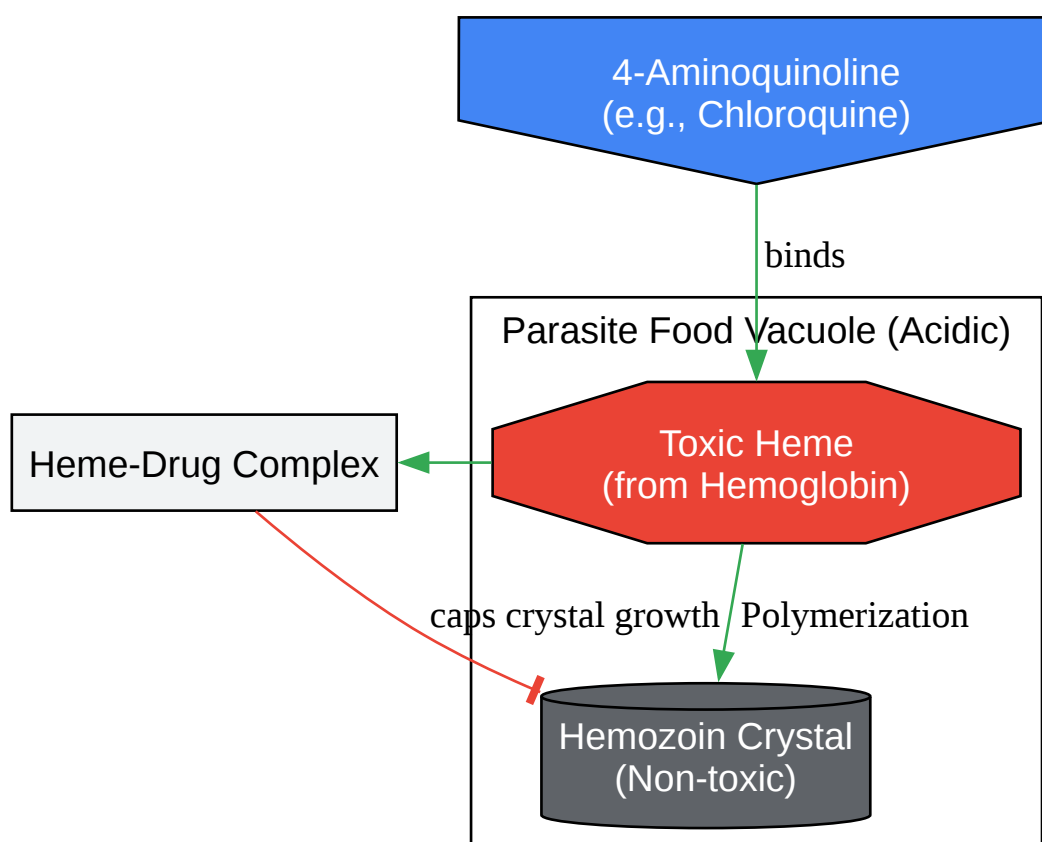 4-Aminoquinoline
(e.g., Chloroquine)
binds
Parasite Food Vacuole (Acidic)
Toxic Heme
(from Hemoglobin)
Heme-Drug Complex
caps crystal growth
Polymerization
Hemozoin Crystal
(Non-toxic)